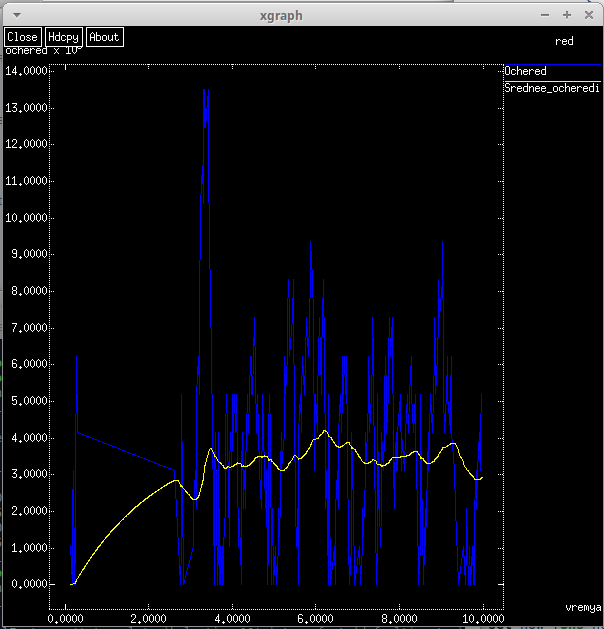 xgraph
Close Hdcpy About
red
ochered x 10
Ochered
Srednee_ocheredi
14.0000
13.0000
12.0000
11.0000
10.0000
9.0000
8.0000
7.0000
6.0000
5.0000
4.0000
3.0000
2.0000
1.0000
0.0000
vremya
0.0000 2.0000 4.0000 6.0000 8.0000 10.0000